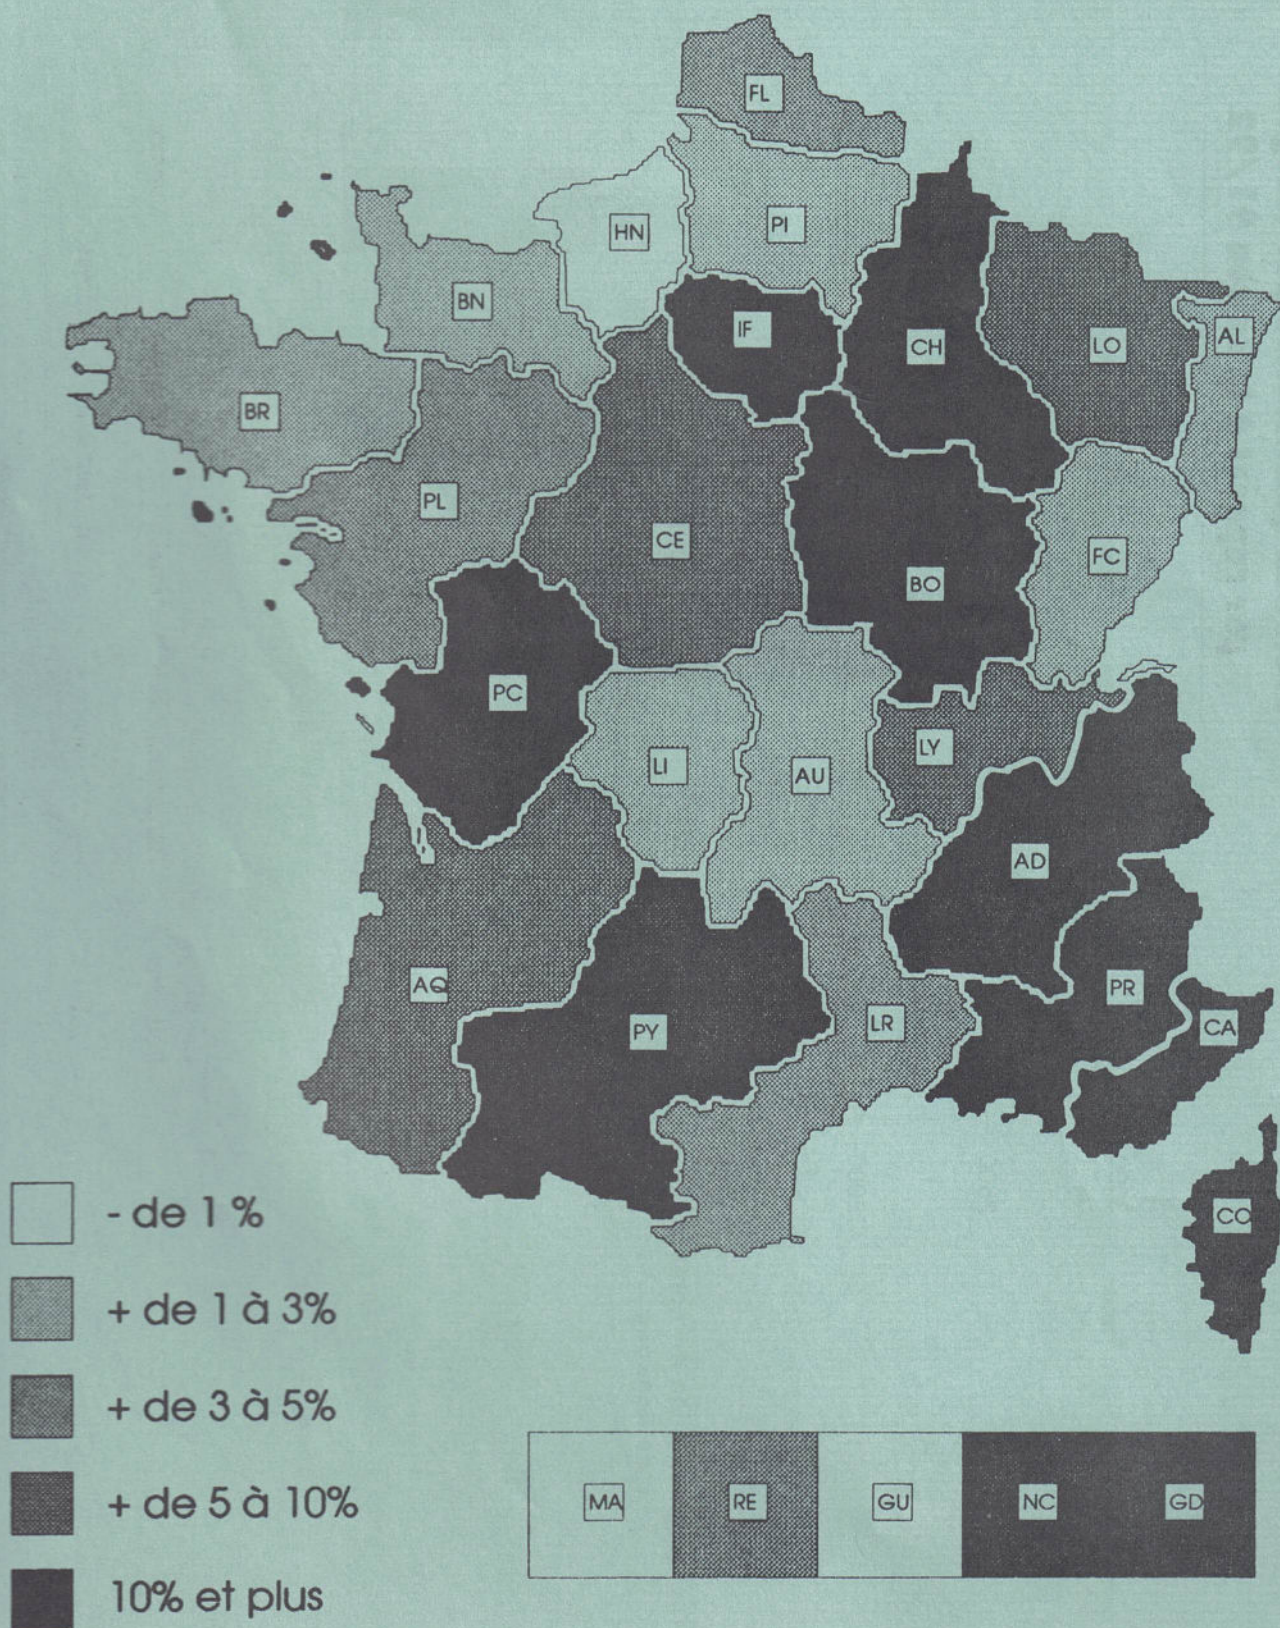 FL
HN
PI
BN
IF
CH
LO
AL
BR
PL
CE
FC
BO
PC
LY
LI
AU
AD
AQ
PR
LR
CA
PY
CO
- de 1 %
+ de 1 à 3%
+ de 3 à 5%
+ de 5 à 10%
10% et plus
MA RE GU NC GD